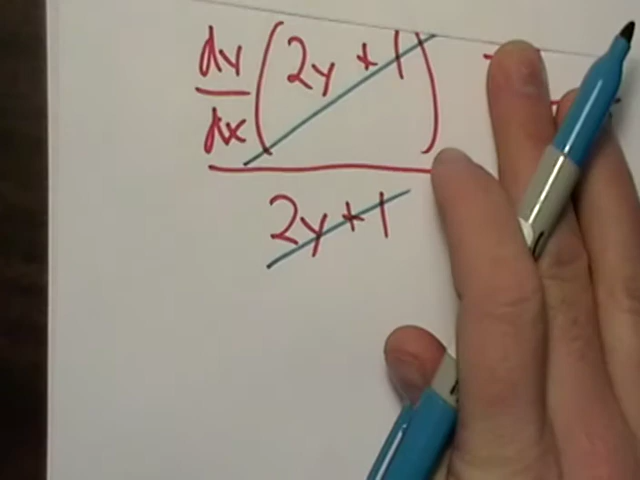 dy/dx (2y + 1)
2y + 1